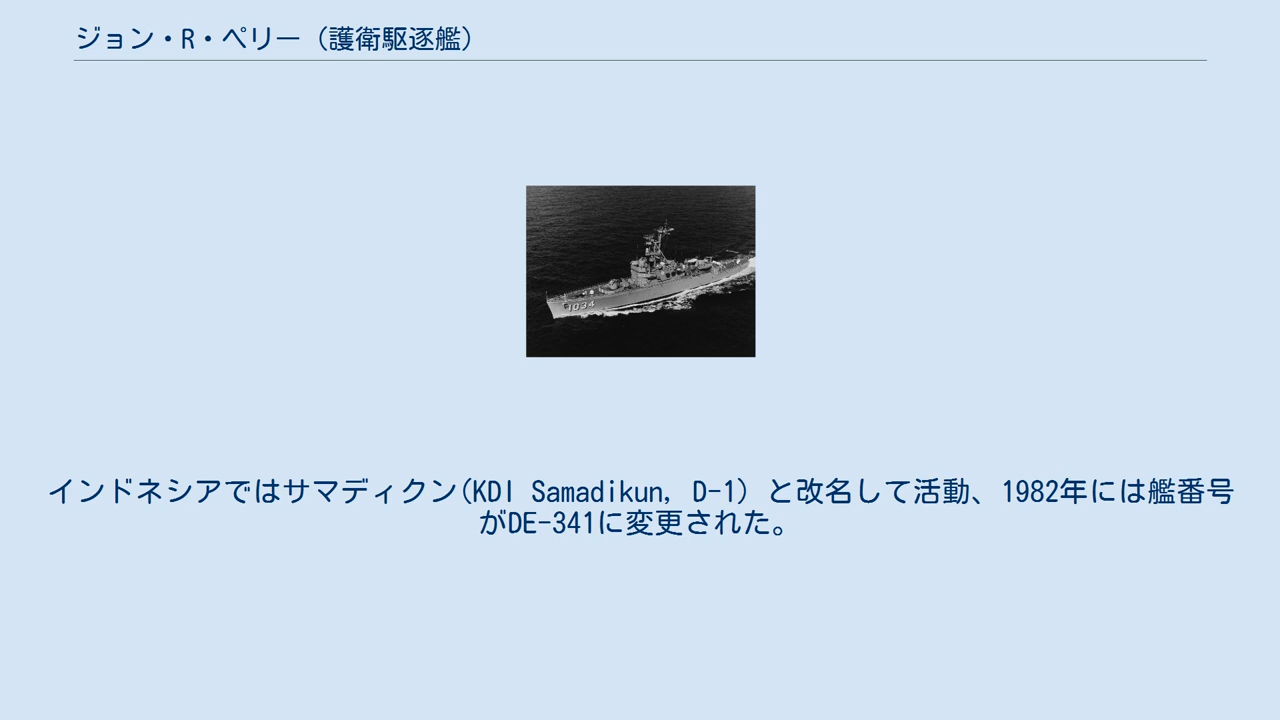 ジョン・R・ペリー（護衛駆逐艦）
1034
インドネシアではサマディクン(KDI Samadikun, D-1) と改名して活動、1982年には艦番号
がDE-341に変更された。